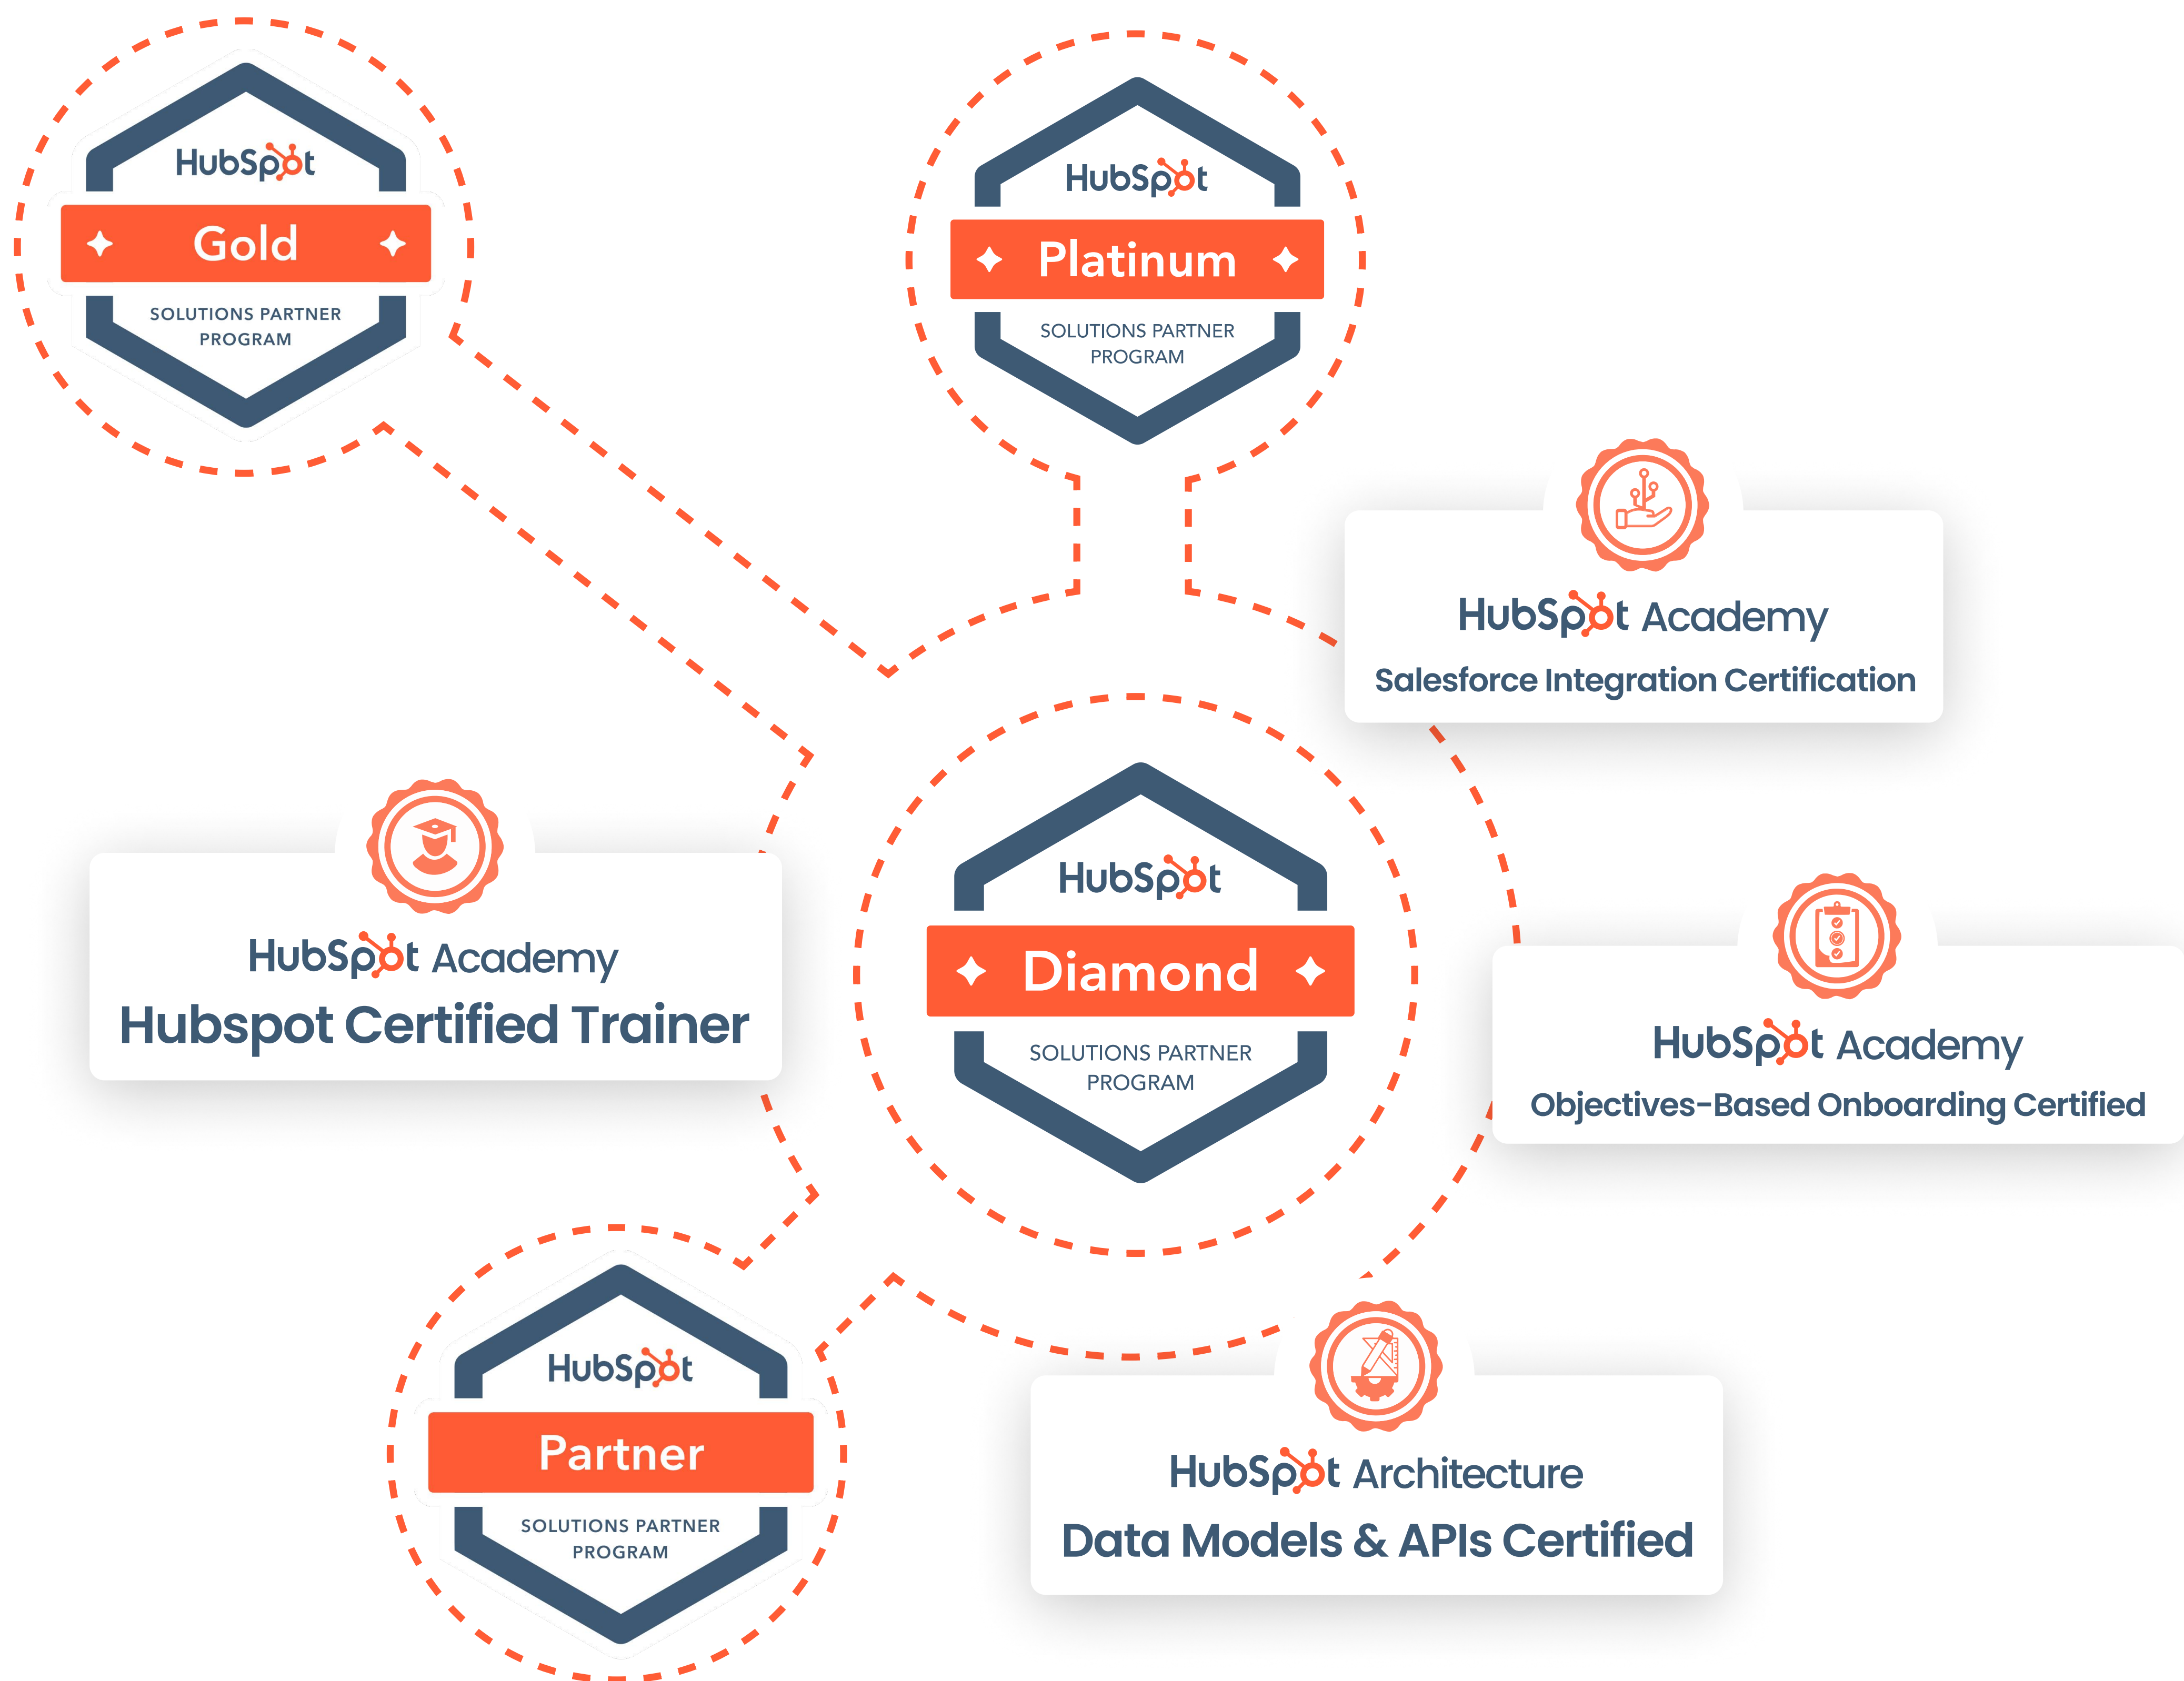 HubSpot
Gold
SOLUTIONS PARTNER
PROGRAM
HubSpot
Platinum
SOLUTIONS PARTNER
PROGRAM
HubSpot Academy
Salesforce Integration Certification
HubSpot Academy
Hubspot Certified Trainer
HubSpot
Diamond
SOLUTIONS PARTNER
PROGRAM
HubSpot Academy
Objectives-Based Onboarding Certified
HubSpot
Partner
SOLUTIONS PARTNER
PROGRAM
HubSpot Architecture
Data Models & APIs Certified